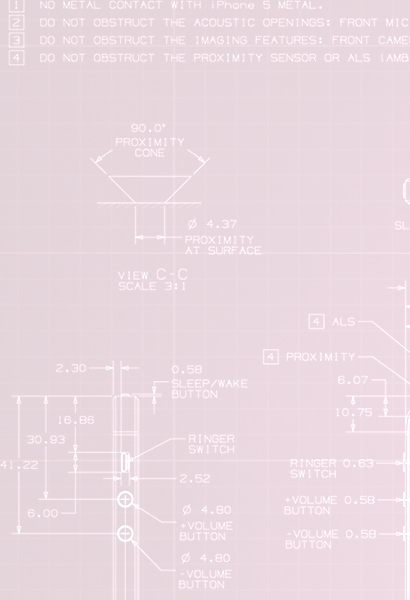 1 NO METAL CONTACT WITH iPhone 5 METAL.
2 DO NOT OBSTRUCT THE ACOUSTIC OPENINGS: FRONT MIC
3 DO NOT OBSTRUCT THE IMAGING FEATURES: FRONT CAME
4 DO NOT OBSTRUCT THE PROXIMITY SENSOR OR ALS (AMB
90.0°
PROXIMITY
CONE
Ø 4.37
PROXIMITY
AT SURFACE
VIEW C-C
SCALE 3:1
SL
4 ALS
4 PROXIMITY
2.30
0.58
SLEEP/WAKE
BUTTON
6.07
10.75
16.86
30.93
41.22
RINGER
SWITCH
RINGER 0.63
SWITCH
2.52
6.00
Ø 4.80
+VOLUME
BUTTON
+VOLUME 0.58
BUTTON
Ø 4.80
-VOLUME
BUTTON
-VOLUME 0.58
BUTTON